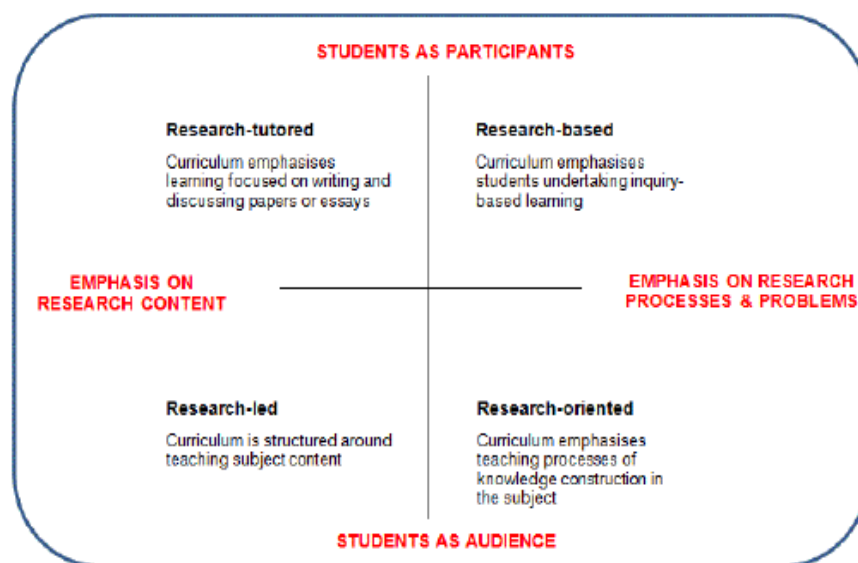 STUDENTS AS PARTICIPANTS
Research-tutored
Curriculum emphasises
learning focused on writing and
discussing papers or essays
Research-based
Curriculum emphasises
students undertaking inquiry-
based learning
EMPHASIS ON
RESEARCH CONTENT
EMPHASIS ON RESEARCH
PROCESSES & PROBLEMS
Research-led
Curriculum is structured around
teaching subject content
Research-oriented
Curriculum emphasises
teaching processes of
knowledge construction in
the subject
STUDENTS AS AUDIENCE